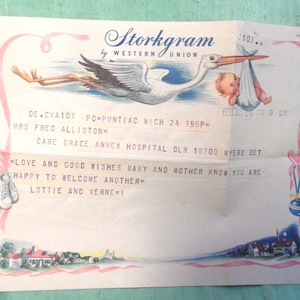 Storkgram
by WESTERN UNION
DE.CVA103 PD=PONTIAC MICH 24 355P=
MRS FRED ALLISTON=
CARE GRACE ANNEX HOSPITAL DLR 18700 MYERS DET
=LOVE AND GOOD WISHES BABY AND MOTHER KNOW YOU ARE
HAPPY TO WELCOME ANOTHER=
LOTTIE AND VERNE=!